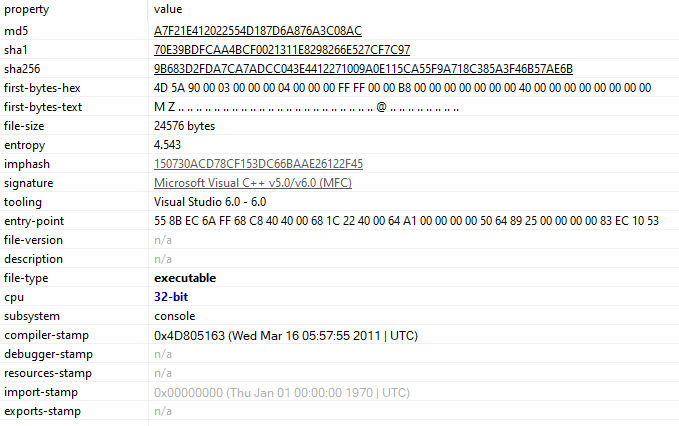 property value
md5 A7F21E412022554D187D6A876A3C08AC
sha1 70E39BDFCAA4BCF0021311E8298266E527CF7C97
sha256 9B683D2FDA7CA7ADCC043E4412271009A0E115CA55F9A718C385A3F46B57AE6B
first-bytes-hex 4D 5A 90 00 03 00 00 00 04 00 00 00 FF FF 00 00 B8 00 00 00 00 00 00 00 40 00 00 00 00 00 00 00 00 00 00
first-bytes-text M Z .. .. .. .. .. .. .. .. .. .. .. .. .. .. .. .. .. .. .. .. .. .. @ .. .. .. .. .. .. .. ..
file-size 24576 bytes
entropy 4.543
imphash 150730ACD78CF153DC66BAAE26122F45
signature Microsoft Visual C++ v5.0/v6.0 (MFC)
tooling Visual Studio 6.0 - 6.0
entry-point 55 8B EC 6A FF 68 C8 40 40 00 68 1C 22 40 00 64 A1 00 00 00 00 50 64 89 25 00 00 00 00 83 EC 10 53
file-version n/a
description n/a
file-type executable
cpu 32-bit
subsystem console
compiler-stamp 0x4D805163 (Wed Mar 16 05:57:55 2011 | UTC)
debugger-stamp n/a
resources-stamp n/a
import-stamp 0x00000000 (Thu Jan 01 00:00:00 1970 | UTC)
exports-stamp n/a